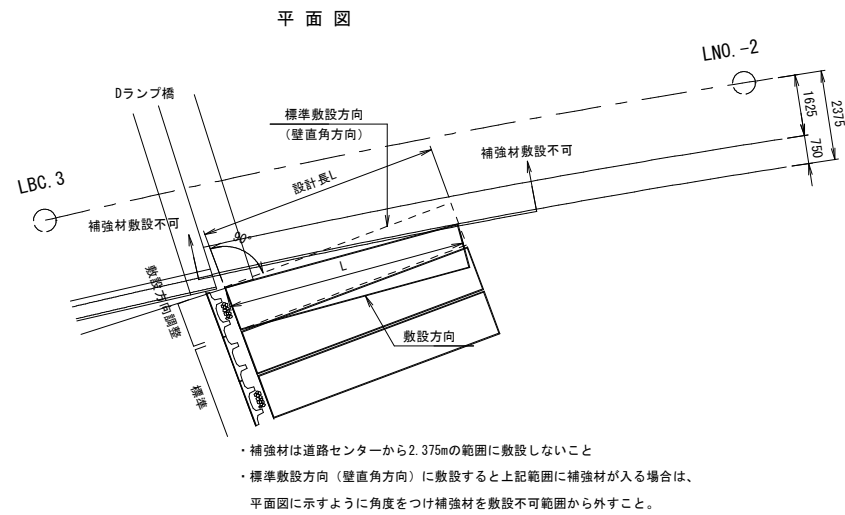 平面図
LNO.-2
Dランプ橋
1625
2375
標準敷設方向
(壁直角方向)
750
補強材敷設不可
設計長L
LBC.3
補強材敷設不可
90°
L
敷設方向調整
敷設方向
標準
・補強材は道路センターから2.375mの範囲に敷設しないこと
・標準敷設方向(壁直角方向)に敷設すると上記範囲に補強材が入る場合は、
平面図に示すように角度をつけ補強材を敷設不可範囲から外すこと。